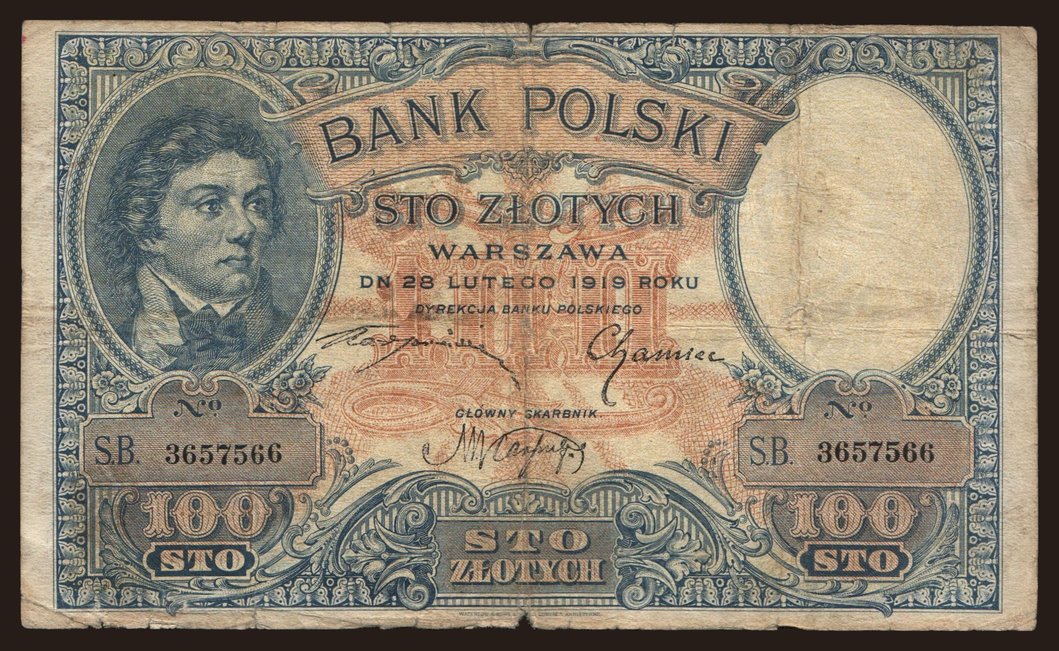 BANK POLSKI
STO ZŁOTYCH
WARSZAWA
DN 28 LUTEGO 1919 ROKU
DYREKCJA BANKU POLSKIEGO
Chamiec
GŁÓWNY SKARBNIK
No
S.B. 3657566
No
S.B. 3657566
100
STO
STO
ZŁOTYCH
100
STO